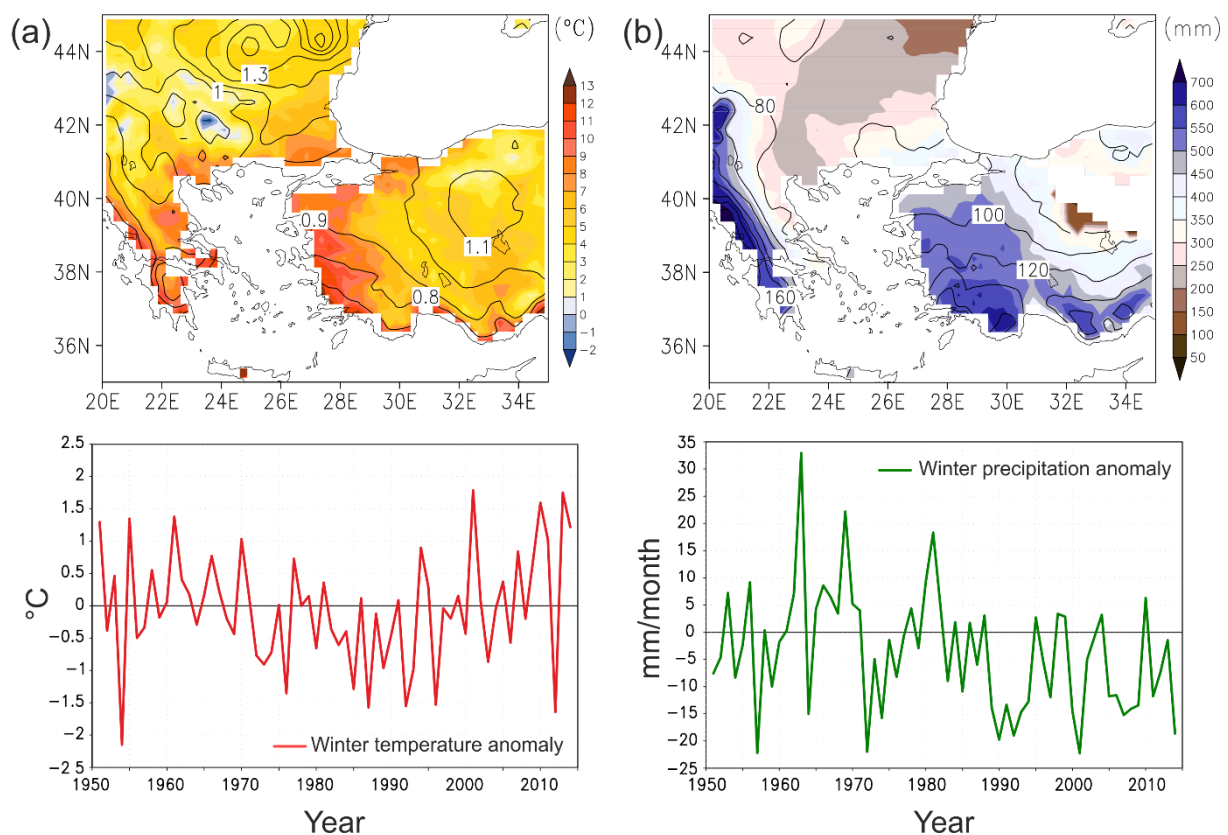 (a)
(°C)
44N
42N
40N
38N
36N
20E 22E 24E 26E 28E 30E 32E 34E
1.3
1
0.9
1.1
0.8
13
12
11
10
9
8
7
6
5
4
3
2
1
0
−1
−2
(b)
(mm)
44N
42N
40N
38N
36N
20E 22E 24E 26E 28E 30E 32E 34E
80
100
120
160
700
600
550
500
450
400
350
300
250
200
150
100
50
2.5
2
1.5
1
0.5
0
−0.5
−1
−1.5
−2
−2.5
°C
Winter temperature anomaly
1950 1960 1970 1980 1990 2000 2010
Year
35
30
25
20
15
10
5
0
−5
−10
−15
−20
−25
mm/month
Winter precipitation anomaly
1950 1960 1970 1980 1990 2000 2010
Year